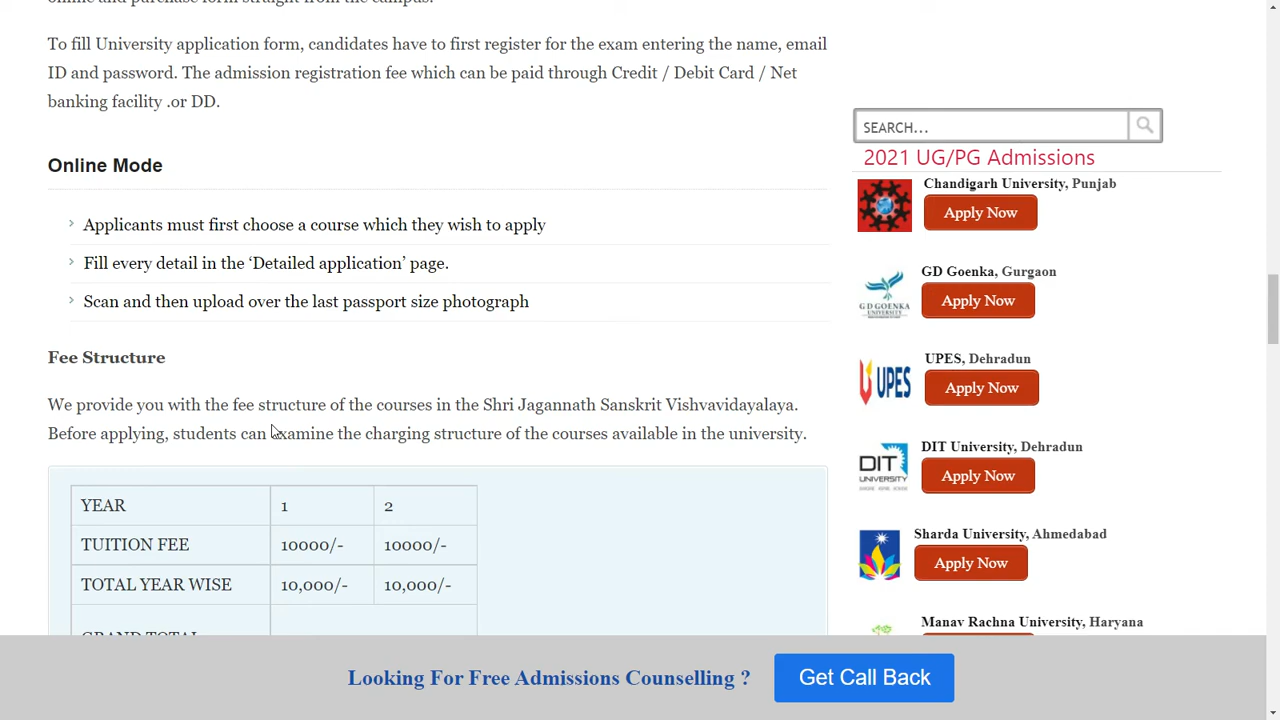 online and purchase form straight from the campus.
To fill University application form, candidates have to first register for the exam entering the name, email
ID and password. The admission registration fee which can be paid through Credit / Debit Card / Net
banking facility .or DD.
Online Mode
Applicants must first choose a course which they wish to apply
Fill every detail in the ‘Detailed application’ page.
Scan and then upload over the last passport size photograph
Fee Structure
We provide you with the fee structure of the courses in the Shri Jagannath Sanskrit Vishvavidayalaya.
Before applying, students can examine the charging structure of the courses available in the university.
YEAR 1 2
TUITION FEE 10000/- 10000/-
TOTAL YEAR WISE 10,000/- 10,000/-
GRAND TOTAL
SEARCH...
2021 UG/PG Admissions
Chandigarh University, Punjab
Apply Now
GD Goenka, Gurgaon
G D GOENKA
UNIVERSITY
Apply Now
UPES, Dehradun
UPES
Apply Now
DIT University, Dehradun
DIT
UNIVERSITY
Apply Now
Sharda University, Ahmedabad
Apply Now
Manav Rachna University, Haryana
Looking For Free Admissions Counselling ?
Get Call Back